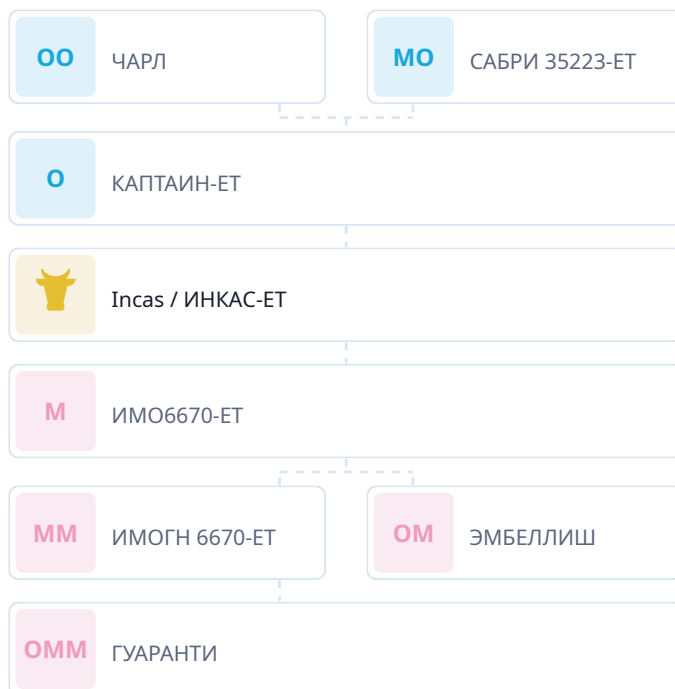 ОО ЧАРЛ
МО САБРИ 35223-ЕТ
О КАПТАИН-ЕТ
Incas / ИНКАС-ЕТ
М ИМО6670-ЕТ
ММ ИМОГН 6670-ЕТ
ОМ ЭМБЕЛЛИШ
ОММ ГУАРАНТИ